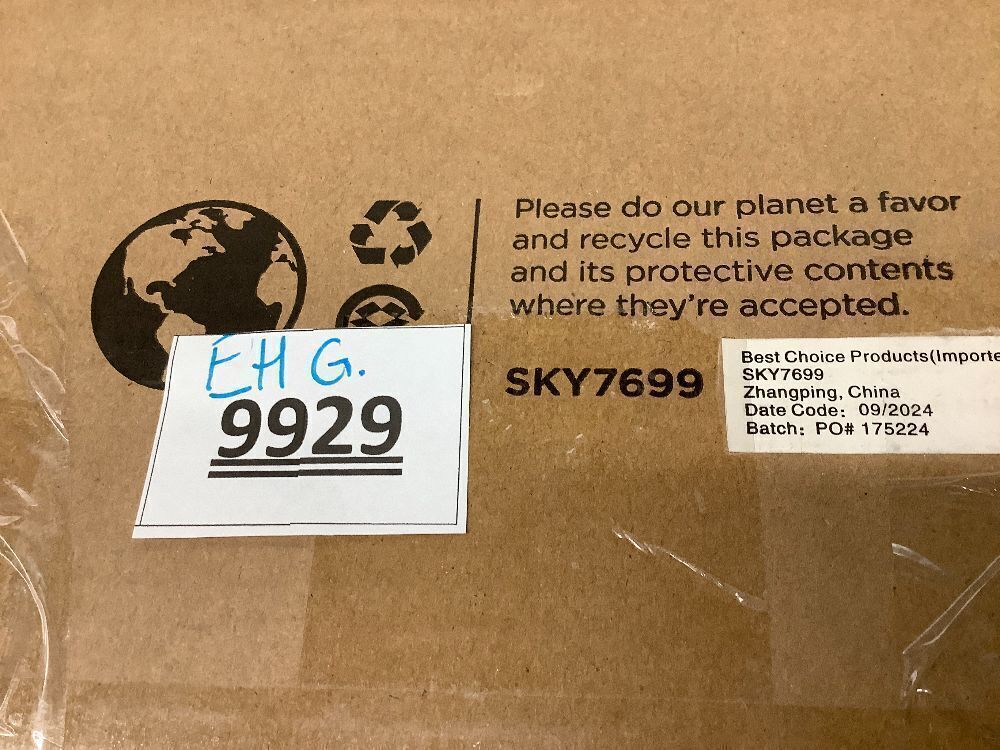 Please do our planet a favor
and recycle this package
and its protective contents
where they're accepted.
SKY7699
EH G.
9929
Best Choice Products(Importe
SKY7699
Zhangping, China
Date Code: 09/2024
Batch: PO# 175224